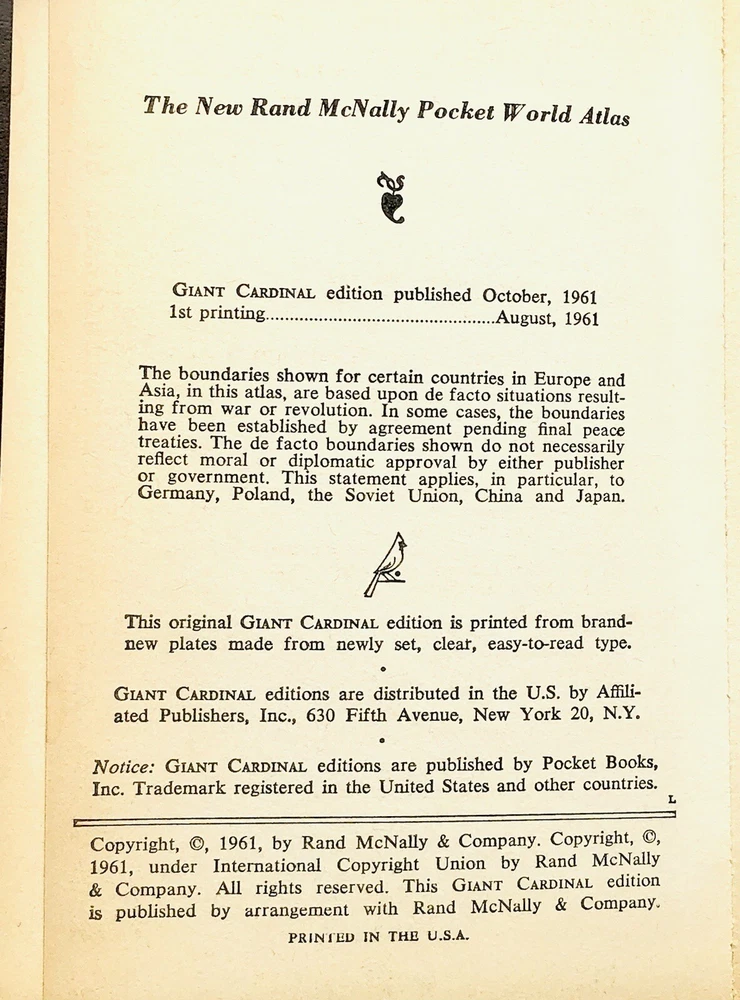 The New Rand McNally Pocket World Atlas
GIANT CARDINAL edition published October, 1961
1st printing..............................................August, 1961
The boundaries shown for certain countries in Europe and
Asia, in this atlas, are based upon de facto situations result-
ing from war or revolution. In some cases, the boundaries
have been established by agreement pending final peace
treaties. The de facto boundaries shown do not necessarily
reflect moral or diplomatic approval by either publisher
or government. This statement applies, in particular, to
Germany, Poland, the Soviet Union, China and Japan.
This original GIANT CARDINAL edition is printed from brand-
new plates made from newly set, clear, easy-to-read type.
•
GIANT CARDINAL editions are distributed in the U.S. by Affili-
ated Publishers, Inc., 630 Fifth Avenue, New York 20, N.Y.
•
Notice: GIANT CARDINAL editions are published by Pocket Books,
Inc. Trademark registered in the United States and other countries.
L
Copyright, ©, 1961, by Rand McNally & Company. Copyright, ©,
1961, under International Copyright Union by Rand McNally
& Company. All rights reserved. This GIANT CARDINAL edition
is published by arrangement with Rand McNally & Company.
PRINTED IN THE U.S.A.